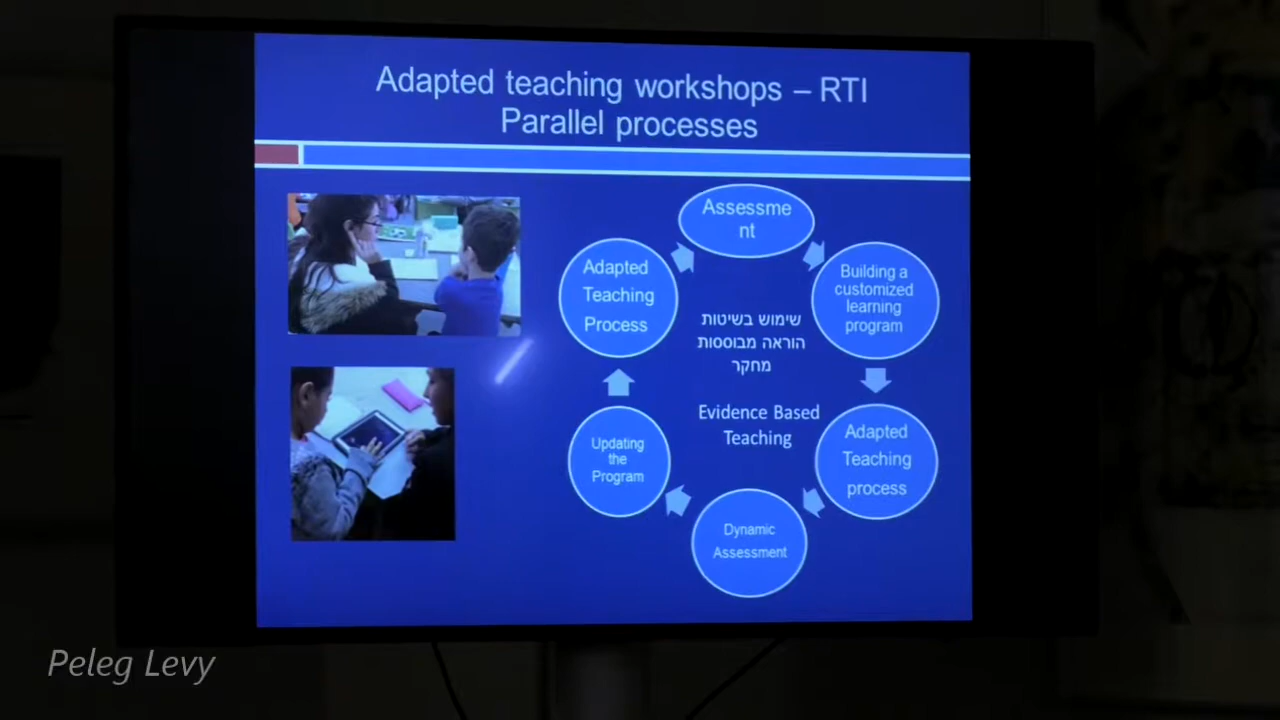 Adapted teaching workshops – RTI
Parallel processes
Assessme
nt
Building a
customized
learning
program
Adapted
Teaching
process
Dynamic
Assessment
Updating
the
Program
Adapted
Teaching
Process
שימוש בשיטות
הוראה מבוססות
מחקר
Evidence Based
Teaching
Peleg Levy